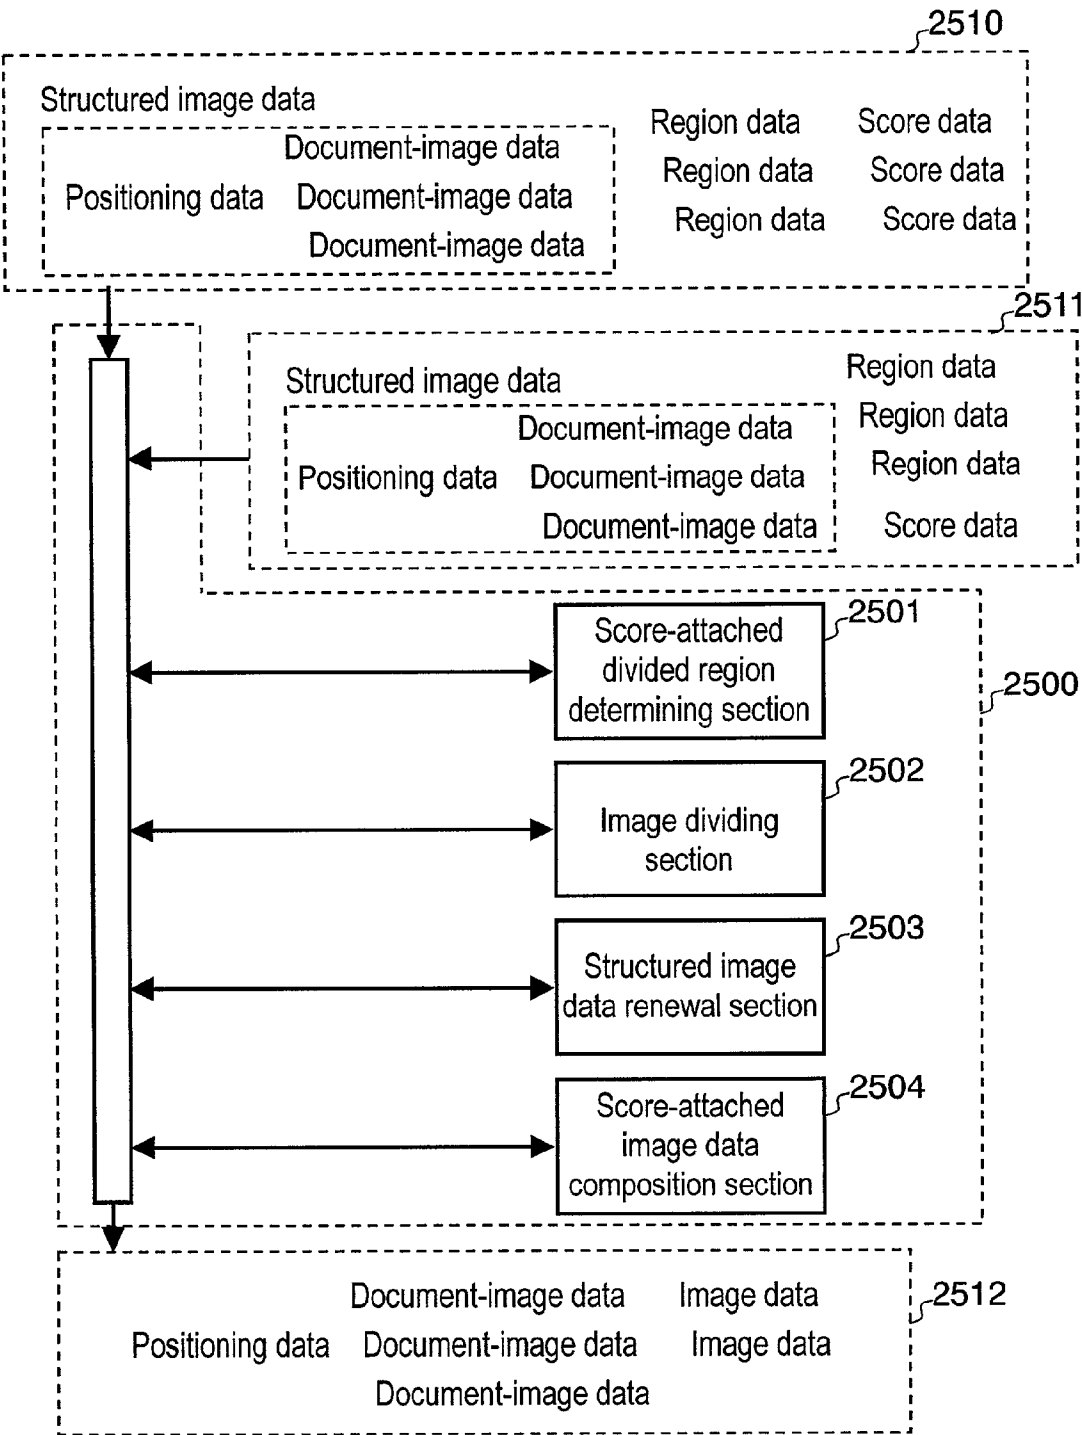 2510
Structured image data
Document-image data
Positioning data Document-image data
Document-image data
Region data Score data
Region data Score data
Region data Score data
2511
Structured image data
Document-image data
Positioning data Document-image data
Document-image data
Region data
Region data
Region data
Score data
2501
Score-attached
divided region
determining section
2500
2502
Image dividing
section
2503
Structured image
data renewal section
2504
Score-attached
image data
composition section
2512
Document-image data Image data
Positioning data Document-image data Image data
Document-image data